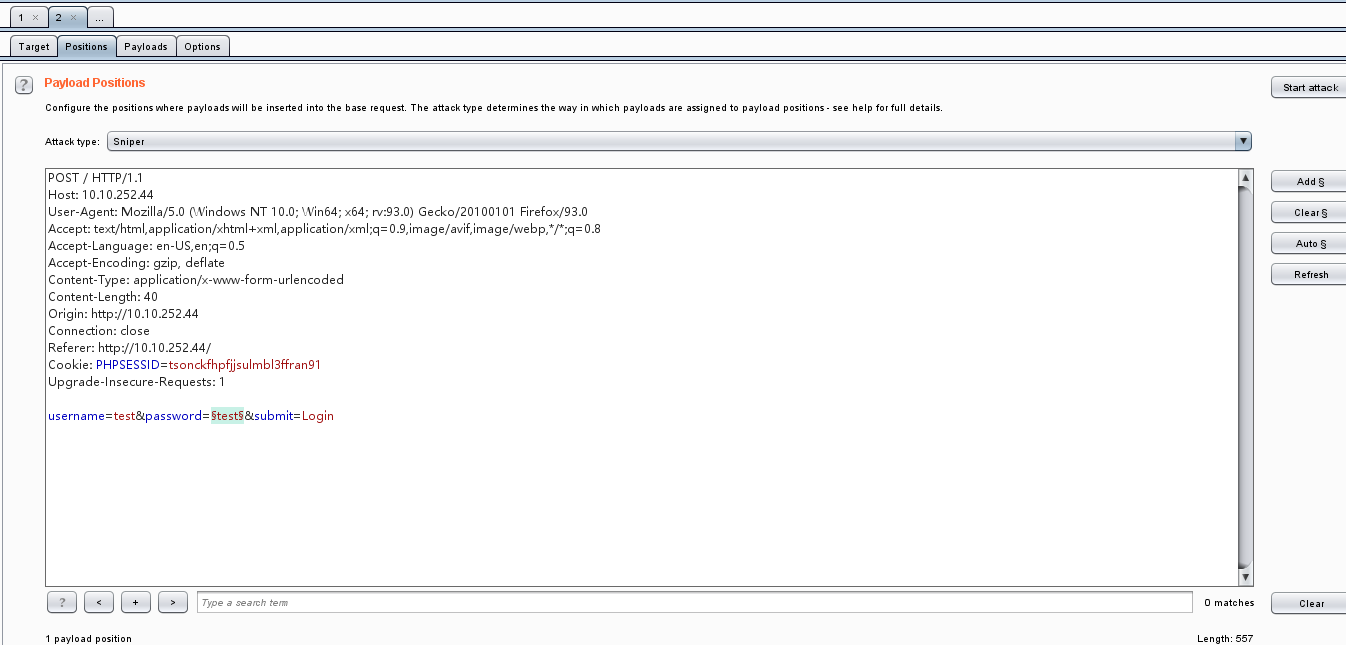 1 × 2 × ...
Target Positions Payloads Options
? Payload Positions
Start attack
Configure the positions where payloads will be inserted into the base request. The attack type determines the way in which payloads are assigned to payload positions - see help for full details.
Attack type: Sniper
POST / HTTP/1.1
Host: 10.10.252.44
User-Agent: Mozilla/5.0 (Windows NT 10.0; Win64; x64; rv:93.0) Gecko/20100101 Firefox/93.0
Accept: text/html,application/xhtml+xml,application/xml;q=0.9,image/avif,image/webp,*/*;q=0.8
Accept-Language: en-US,en;q=0.5
Accept-Encoding: gzip, deflate
Content-Type: application/x-www-form-urlencoded
Content-Length: 40
Origin: http://10.10.252.44
Connection: close
Referer: http://10.10.252.44/
Cookie: PHPSESSID=tsonckfhpfjjsulmbl3ffran91
Upgrade-Insecure-Requests: 1
username=test&password=§test§&submit=Login
Add §
Clear §
Auto §
Refresh
? < + > Type a search term 0 matches Clear
1 payload position Length: 557